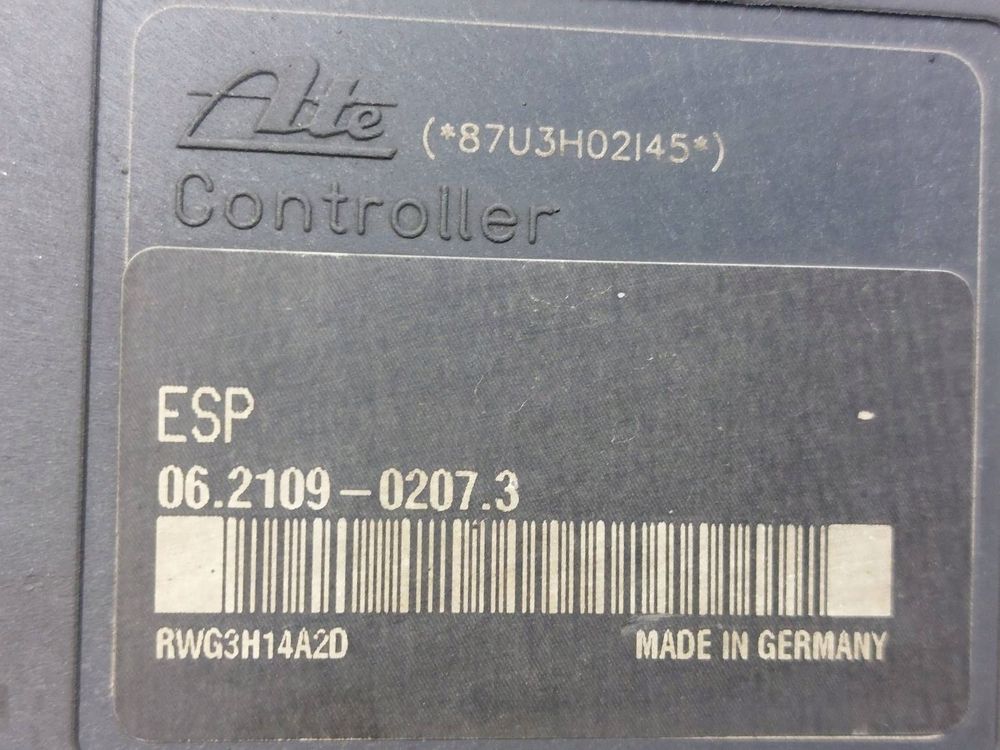 Ate (*87U3H02I45*)
Controller
ESP
06.2109-0207.3
RWG3H14A2D MADE IN GERMANY